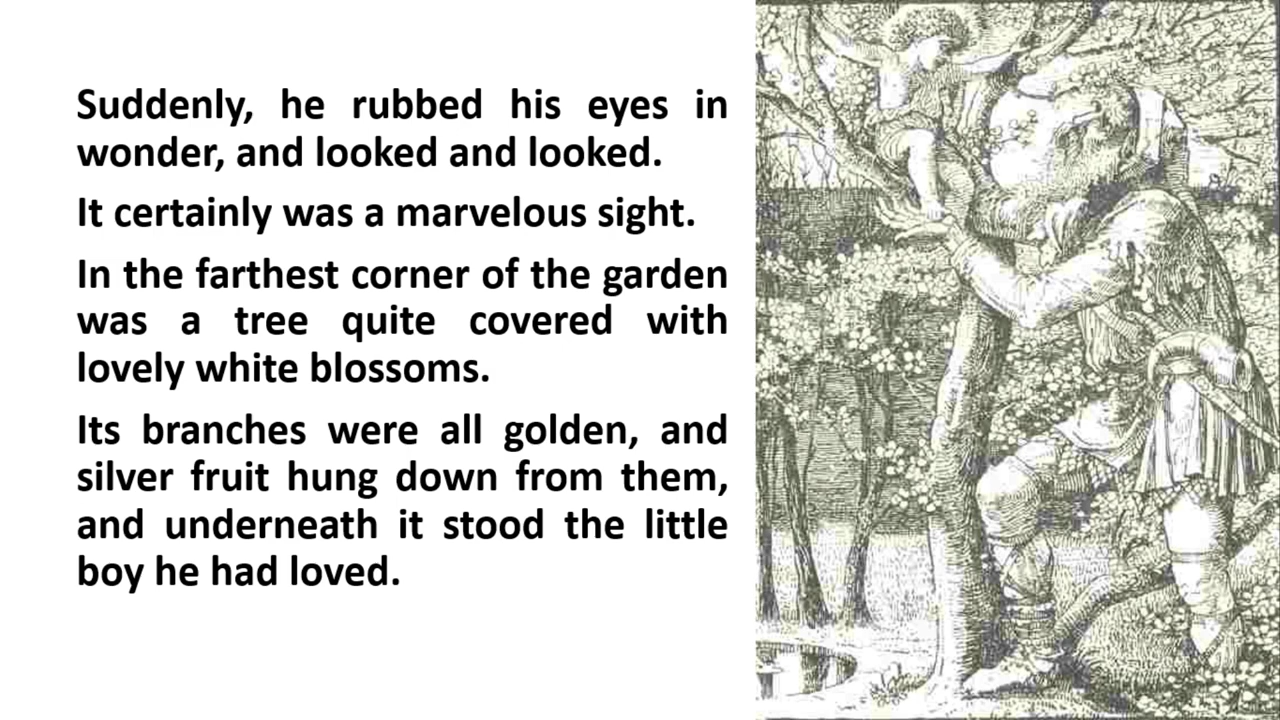 Suddenly, he rubbed his eyes in
wonder, and looked and looked.
It certainly was a marvelous sight.
In the farthest corner of the garden
was a tree quite covered with
lovely white blossoms.
Its branches were all golden, and
silver fruit hung down from them,
and underneath it stood the little
boy he had loved.